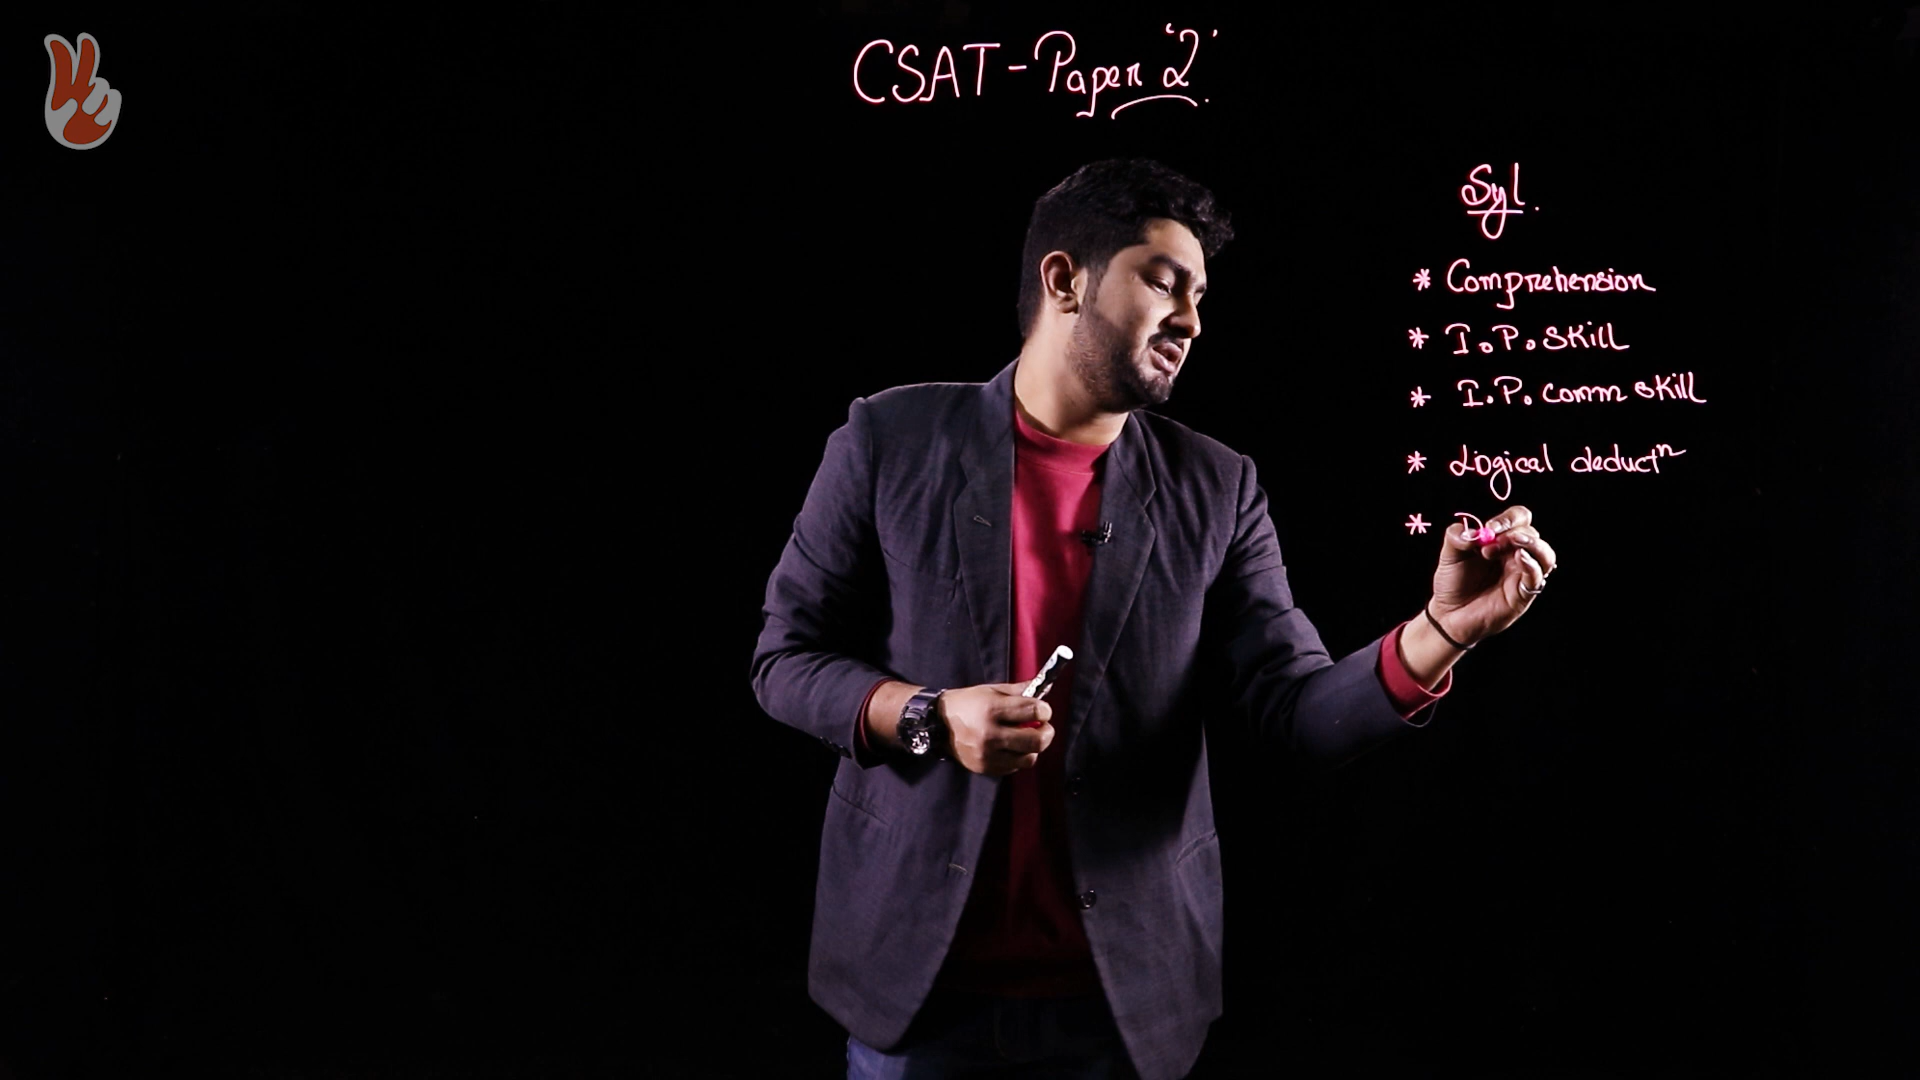 CSAT - Paper '2'.
Syl.
* Comprehension
* I.P. Skill
* I.P. Comm skill
* Logical deductⁿ
*